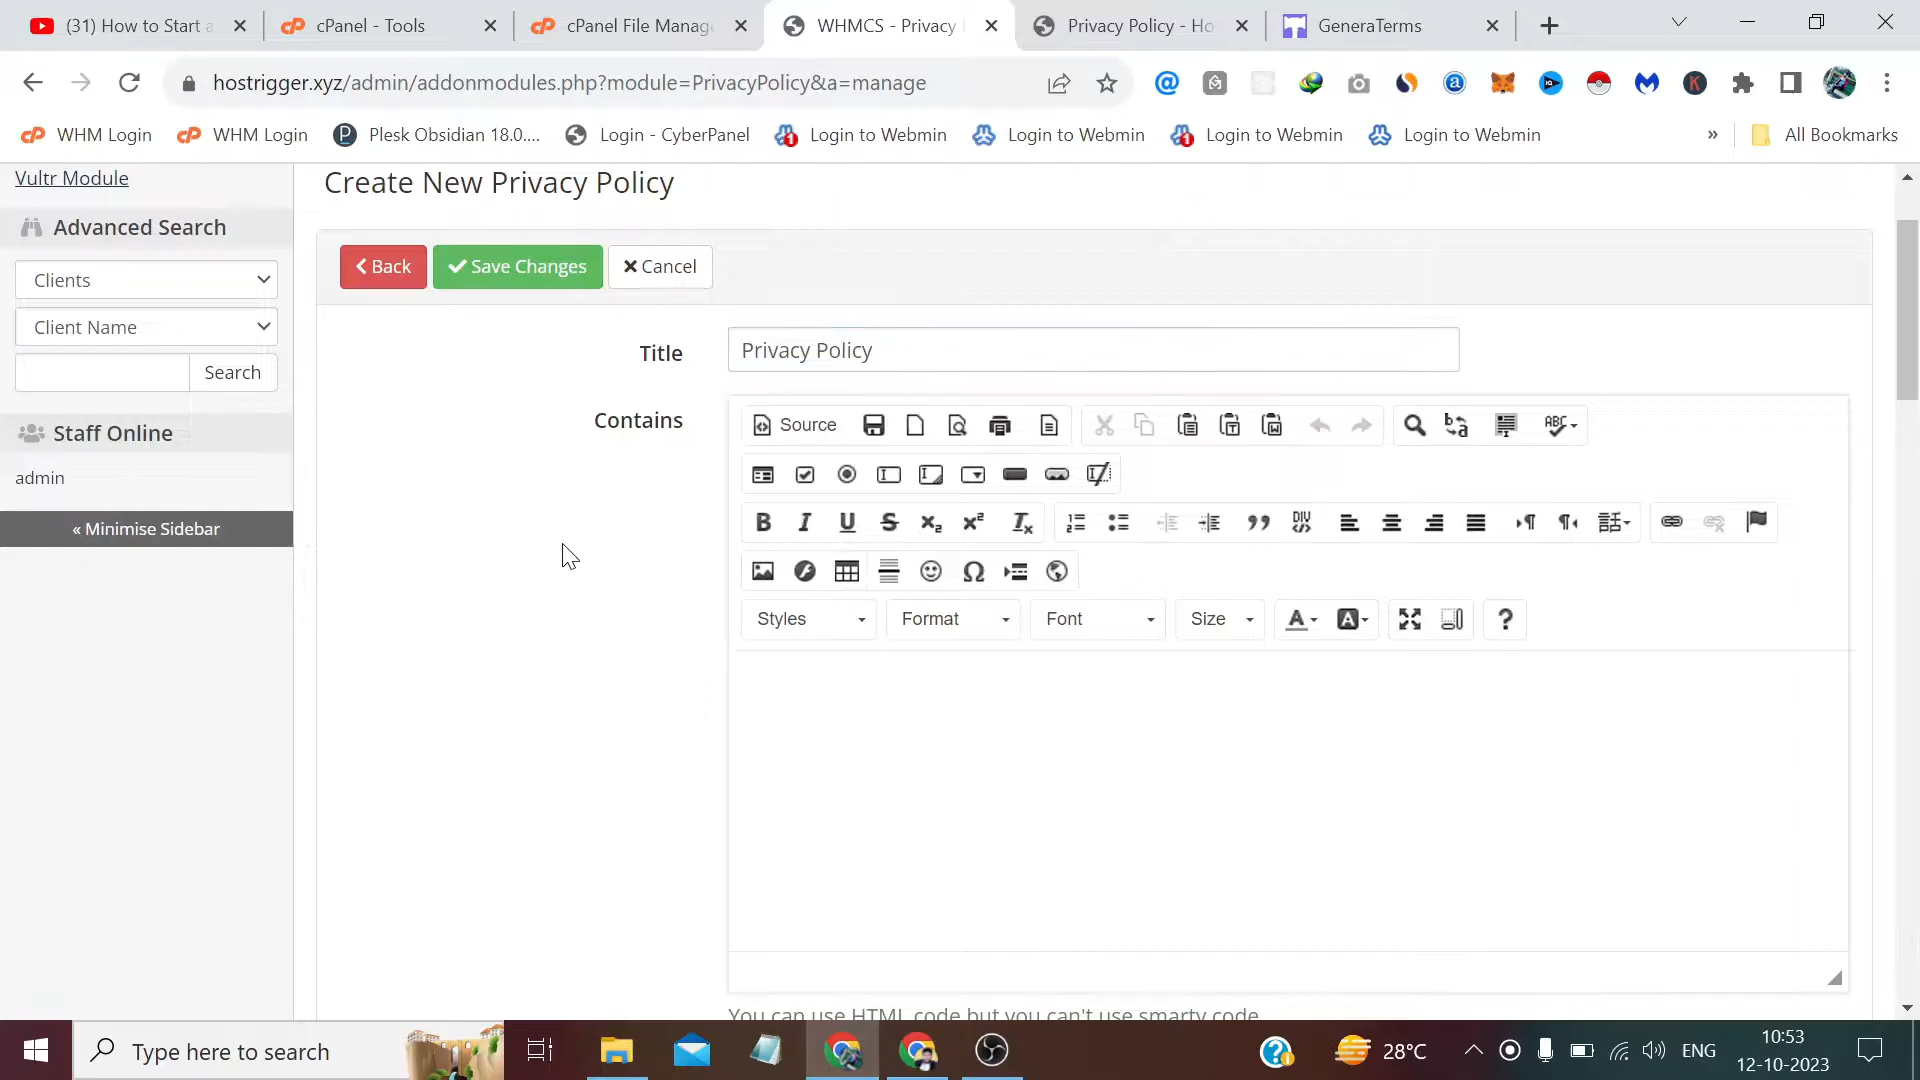 (31) How to Start a
cPanel - Tools
cPanel File Manag
WHMCS - Privacy
Privacy Policy - Ho
GeneraTerms
hostrigger.xyz/admin/addonmodules.php?module=PrivacyPolicy&a=manage
WHM Login
WHM Login
Plesk Obsidian 18.0....
Login - CyberPanel
Login to Webmin
Login to Webmin
Login to Webmin
Login to Webmin
»
All Bookmarks
Vultr Module
Create New Privacy Policy
Advanced Search
Back
Save Changes
Cancel
Clients
Client Name
Search
Title
Privacy Policy
Contains
Source
Staff Online
admin
« Minimise Sidebar
Styles
Format
Font
Size
?
You can use HTML code but you can't use smarty code
Type here to search
28°C
ENG
10:53
12-10-2023